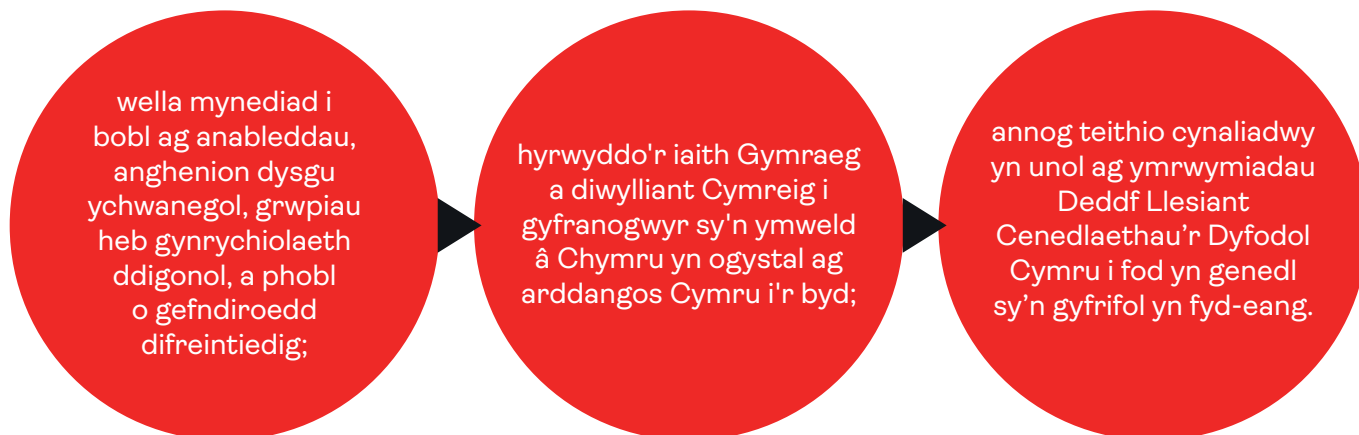 wella mynediad i
bobl ag anableddau,
anghenion dysgu
ychwanegol, grwpiau
heb gynrychiolaeth
ddigonol, a phobl
o gefndiroedd
difreintiedig;
hyrwyddo'r iaith Gymraeg
a diwylliant Cymreig i
gyfranogwyr sy'n ymweld
â Chymru yn ogystal ag
arddangos Cymru i'r byd;
annog teithio cynaliadwy
yn unol ag ymrwymiadau
Deddf Llesiant
Cenedlaethau’r Dyfodol
Cymru i fod yn genedl
sy’n gyfrifol yn fyd-eang.